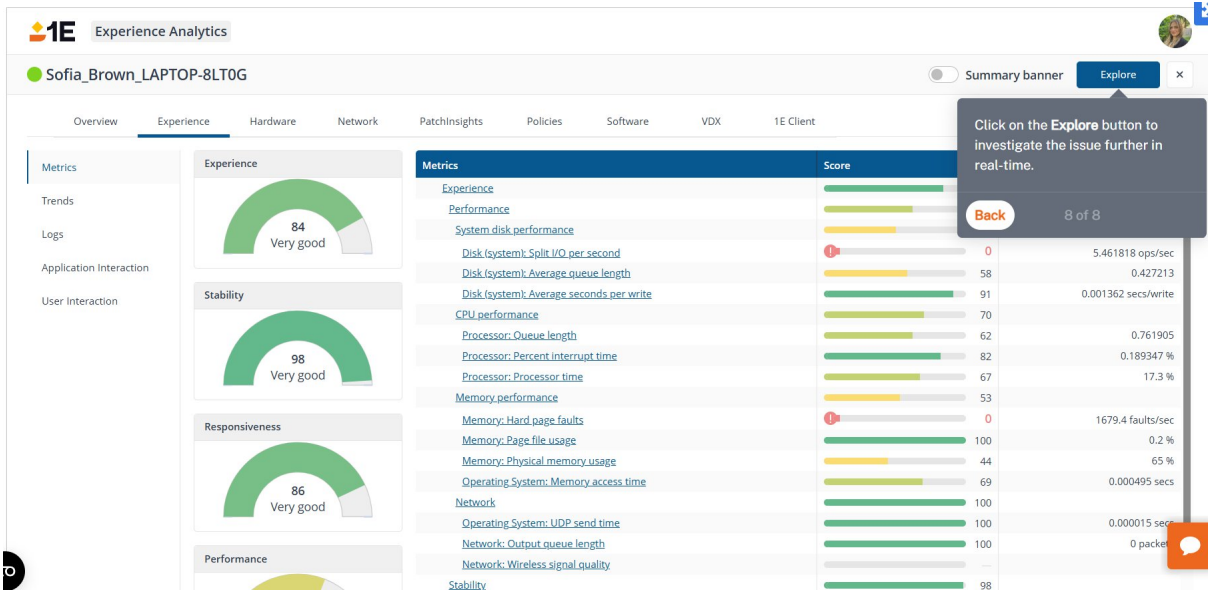 1E Experience Analytics
Sofia_Brown_LAPTOP-8LT0G
Summary banner
Explore
×
Overview Experience Hardware Network PatchInsights Policies Software VDX 1E Client
Click on the Explore button to
investigate the issue further in
real-time.
Back 8 of 8
Metrics
Trends
Logs
Application Interaction
User Interaction
Experience
84
Very good
Stability
98
Very good
Responsiveness
86
Very good
Performance
Metrics Score
Experience
Performance
System disk performance
Disk (system): Split I/O per second 0 5.461818 ops/sec
Disk (system): Average queue length 58 0.427213
Disk (system): Average seconds per write 91 0.001362 secs/write
CPU performance 70
Processor: Queue length 62 0.761905
Processor: Percent interrupt time 82 0.189347 %
Processor: Processor time 67 17.3 %
Memory performance 53
Memory: Hard page faults 0 1679.4 faults/sec
Memory: Page file usage 100 0.2 %
Memory: Physical memory usage 44 65 %
Operating System: Memory access time 69 0.000495 secs
Network 100
Operating System: UDP send time 100 0.000015 secs
Network: Output queue length 100 0 packet
Network: Wireless signal quality ---
Stability 98